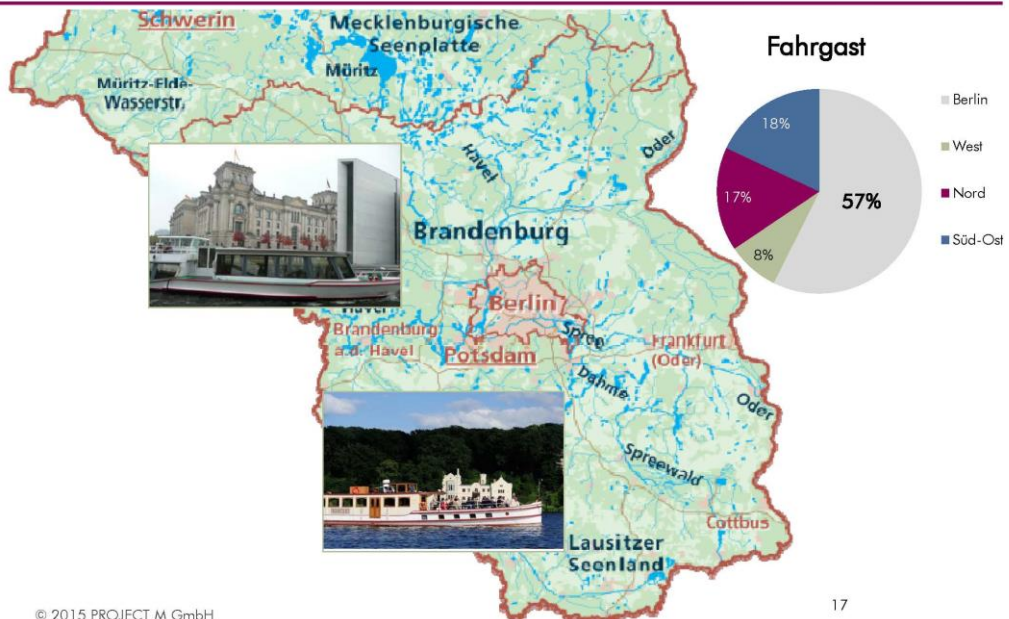 Schwerin
Mecklenburgische
Seenplatte
Müritz
Müritz-Elde-
Wasserstr.
Havel
Oder
Brandenburg
Berlin
Havel
Brandenburg
a.d. Havel
Potsdam
Spree
Frankfurt
(Oder)
Dahme
Oder
Spreewald
Cottbus
Lausitzer
Seenland
Fahrgast
18%
17%
8%
57%
Berlin
West
Nord
Süd-Ost
© 2015 PROJECT M GmbH
17